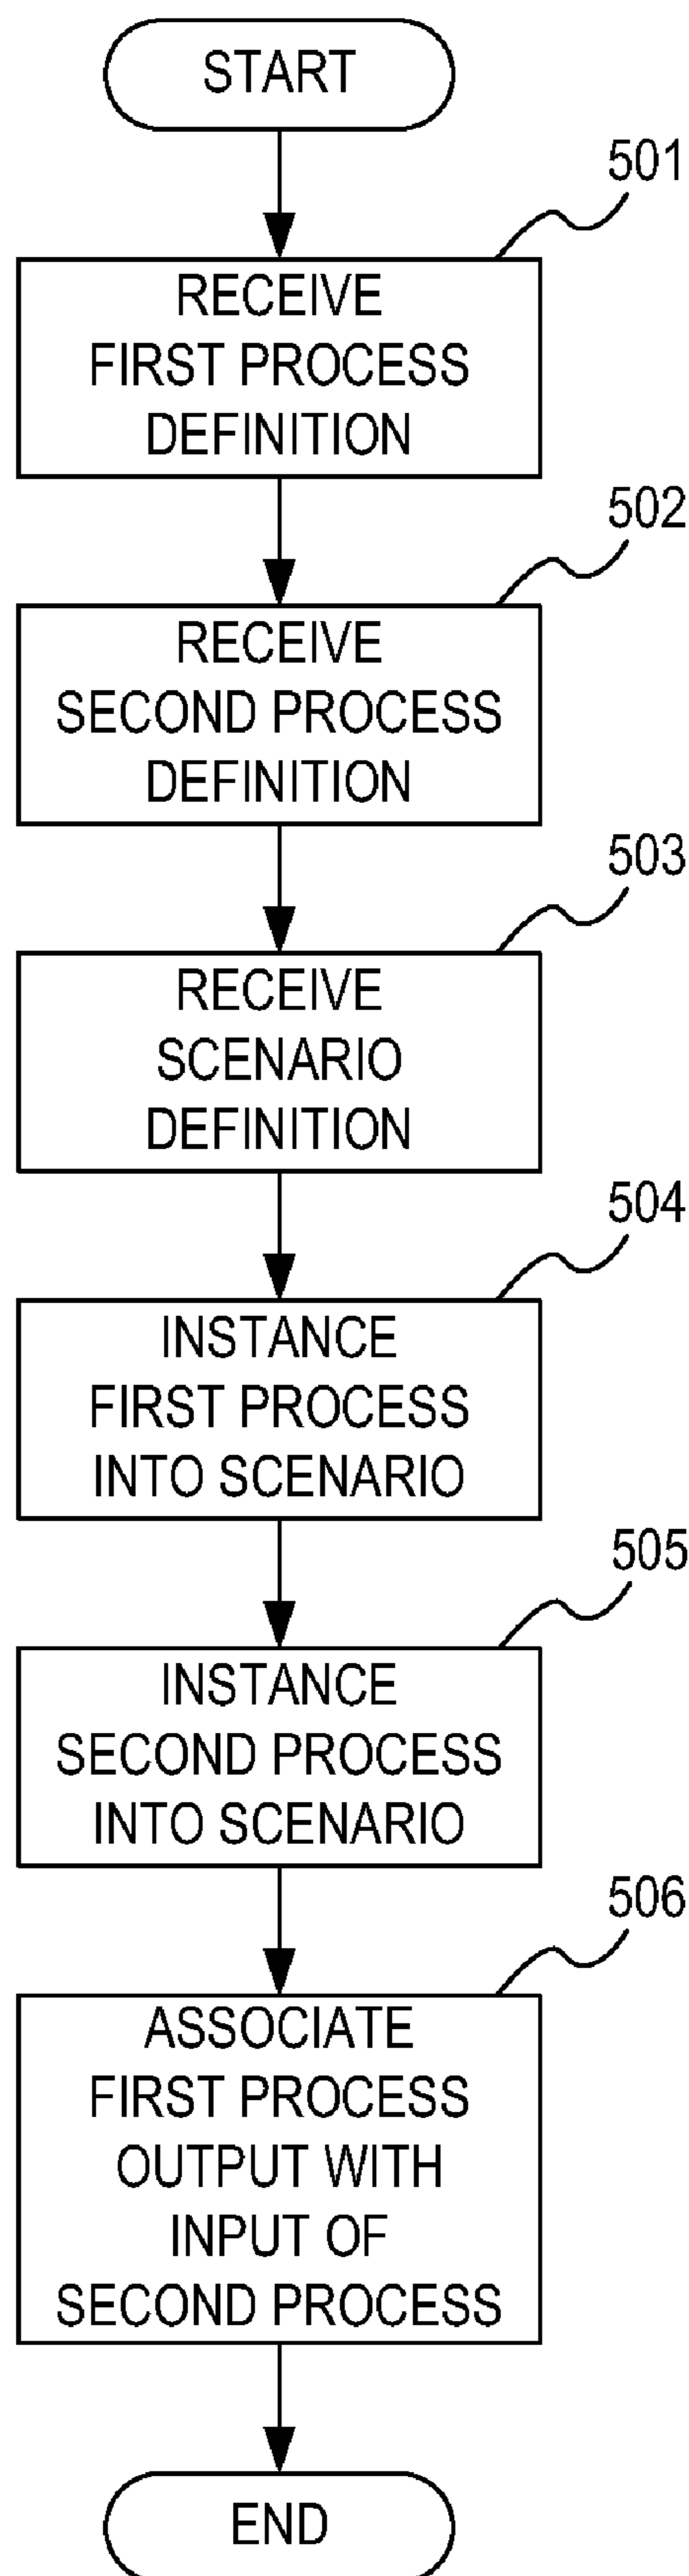 START
501
RECEIVE
FIRST PROCESS
DEFINITION
502
RECEIVE
SECOND PROCESS
DEFINITION
503
RECEIVE
SCENARIO
DEFINITION
504
INSTANCE
FIRST PROCESS
INTO SCENARIO
505
INSTANCE
SECOND PROCESS
INTO SCENARIO
506
ASSOCIATE
FIRST PROCESS
OUTPUT WITH
INPUT OF
SECOND PROCESS
END